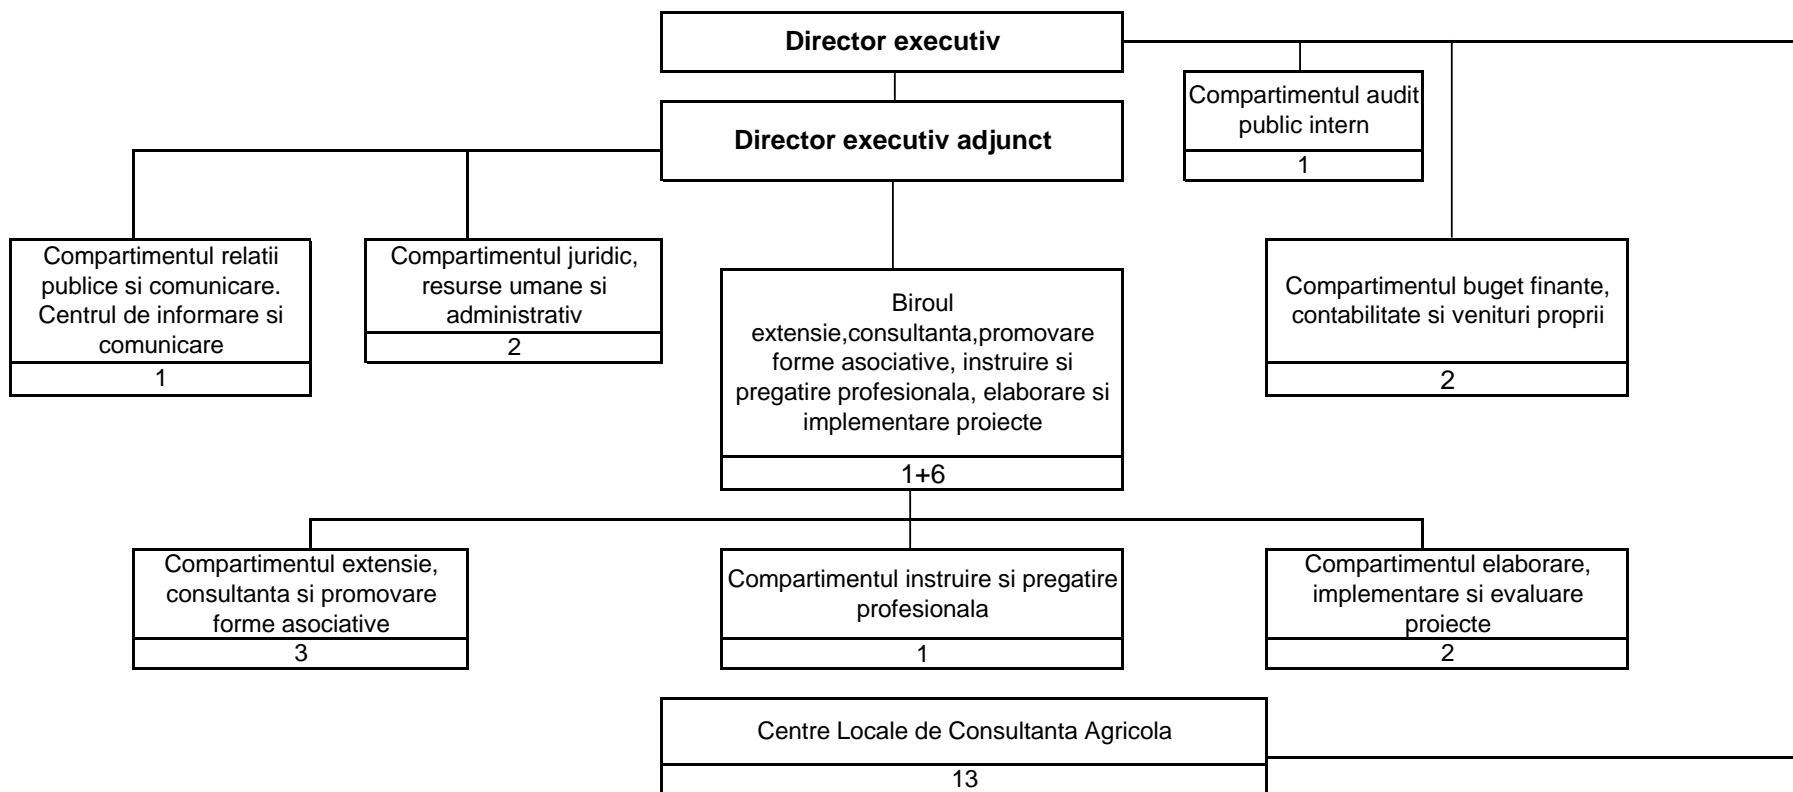 Director executiv
Compartimentul audit
public intern
1
Director executiv adjunct
Compartimentul relatii
publice si comunicare.
Centrul de informare si
comunicare
1
Compartimentul juridic,
resurse umane si
administrativ
2
Biroul
extensie,consultanta,promovare
forme asociative, instruire si
pregatire profesionala, elaborare si
implementare proiecte
1+6
Compartimentul buget finante,
contabilitate si venituri proprii
2
Compartimentul extensie,
consultanta si promovare
forme asociative
3
Compartimentul instruire si pregatire
profesionala
1
Compartimentul elaborare,
implementare si evaluare
proiecte
2
Centre Locale de Consultanta Agricola
13